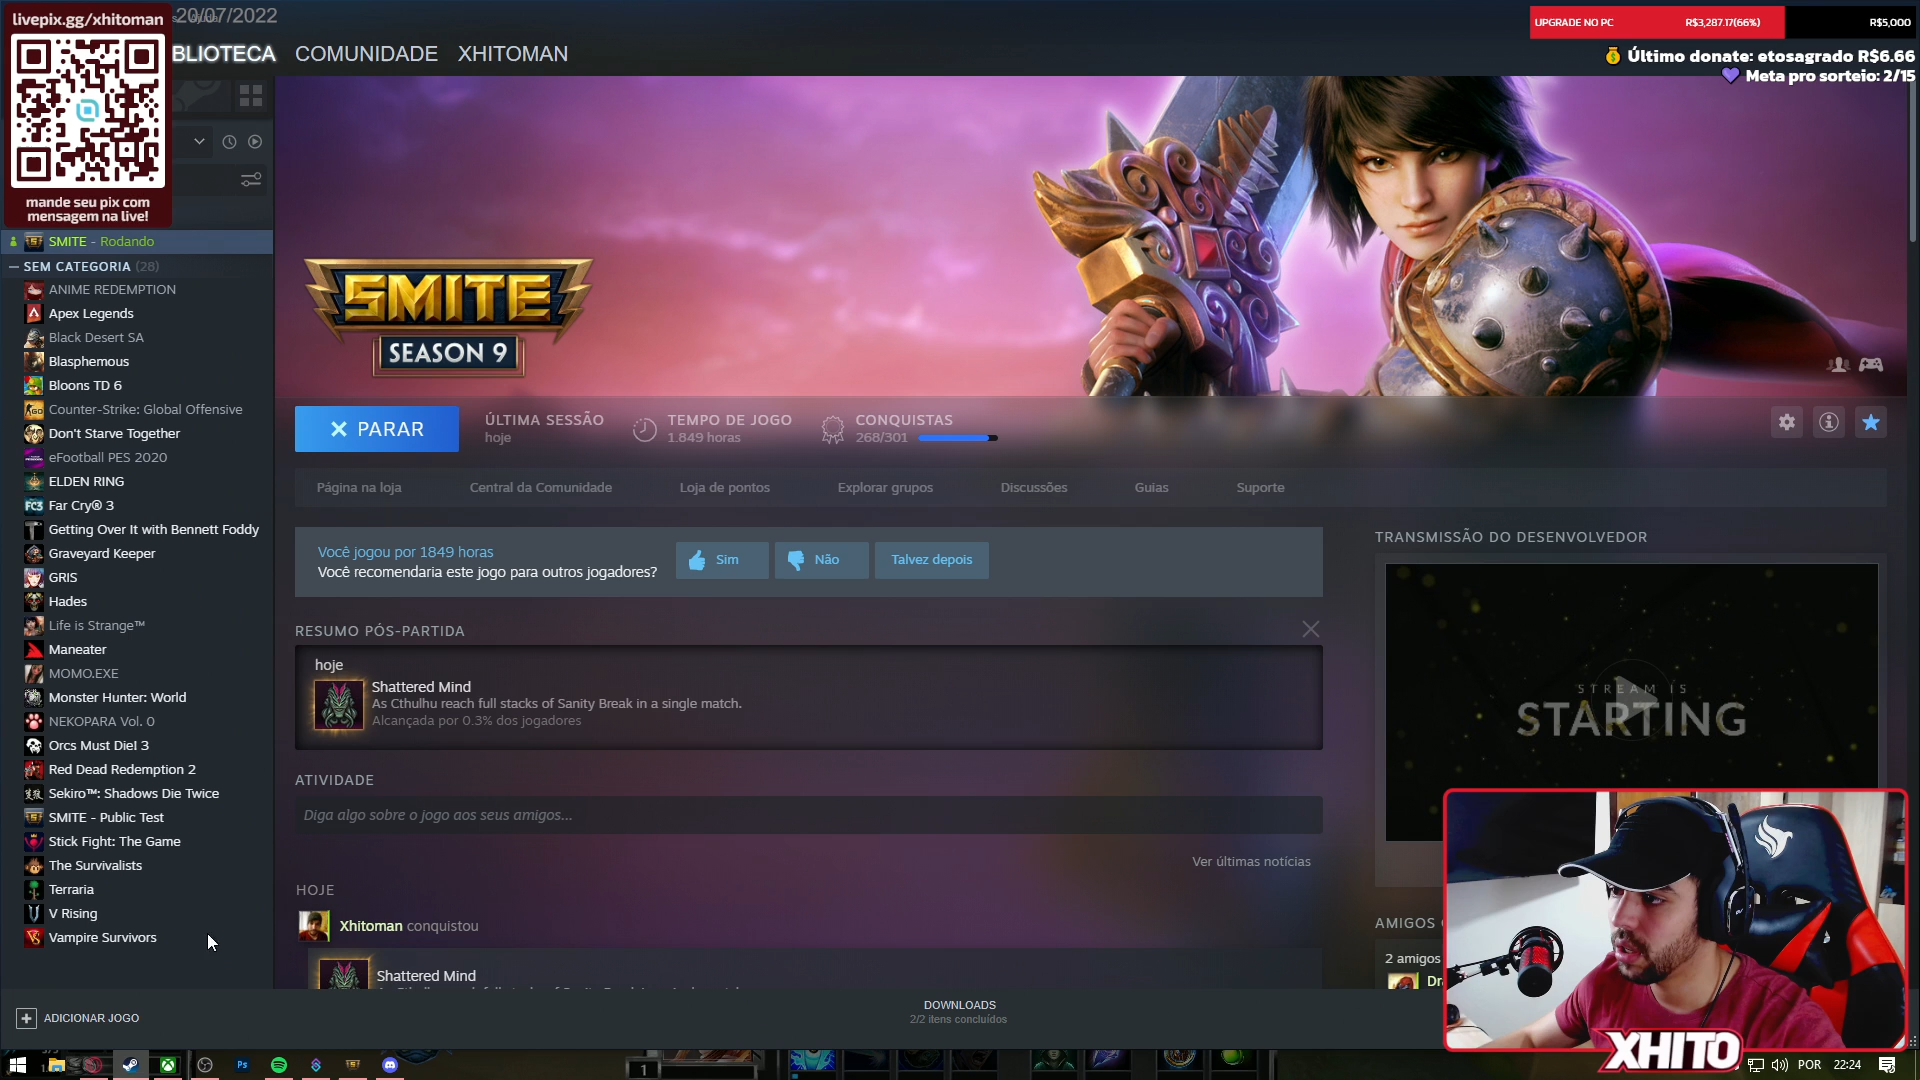 livepix.gg/xhitoman
20/07/2022
BLIOTECA
COMUNIDADE
XHITOMAN
mande seu pix com
mensagem na live!
UPGRADE NO PC
R$3,287.17(66%)
R$5,000
Último donate: etosagrado R$6.66
Meta pro sorteio: 2/15
SMITE - Rodando
SEM CATEGORIA (28)
ANIME REDEMPTION
Apex Legends
Black Desert SA
Blasphemous
Bloons TD 6
Counter-Strike: Global Offensive
Don't Starve Together
eFootball PES 2020
ELDEN RING
Far Cry® 3
Getting Over It with Bennett Foddy
Graveyard Keeper
GRIS
Hades
Life is Strange™
Maneater
MOMO.EXE
Monster Hunter: World
NEKOPARA Vol. 0
Orcs Must Die! 3
Red Dead Redemption 2
Sekiro™: Shadows Die Twice
SMITE - Public Test
Stick Fight: The Game
The Survivalists
Terraria
V Rising
Vampire Survivors
ADICIONAR JOGO
SMITE
SEASON 9
PARAR
ÚLTIMA SESSÃO
hoje
TEMPO DE JOGO
1.849 horas
CONQUISTAS
268/301
Página na loja
Central da Comunidade
Loja de pontos
Explorar grupos
Discussões
Guias
Suporte
Você jogou por 1849 horas
Você recomendaria este jogo para outros jogadores?
Sim
Não
Talvez depois
RESUMO PÓS-PARTIDA
hoje
Shattered Mind
As Cthulhu reach full stacks of Sanity Break in a single match.
Alcançada por 0.3% dos jogadores
ATIVIDADE
Diga algo sobre o jogo aos seus amigos...
Ver últimas notícias
HOJE
Xhitoman conquistou
Shattered Mind
TRANSMISSÃO DO DESENVOLVEDOR
STREAM IS
STARTING
AMIGOS
2 amigos
DOWNLOADS
2/2 itens concluídos
XHITO
1
POR
22:24